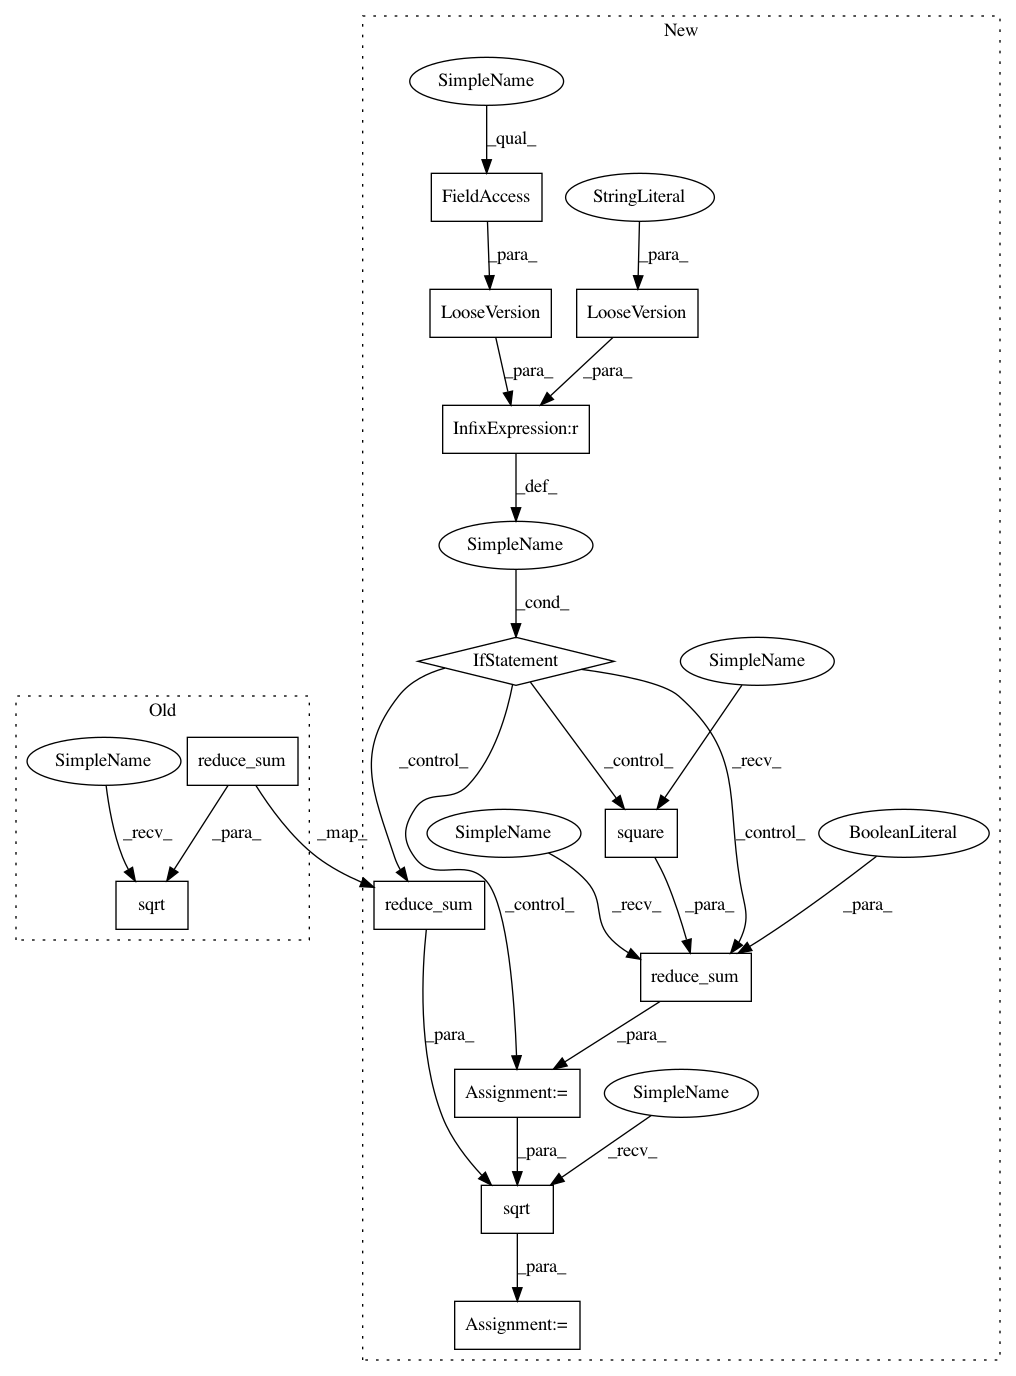 New
SimpleName
_qual_
FieldAccess
StringLiteral
_para_
_para_
LooseVersion
LooseVersion
_para_
_para_
InfixExpression:r
_def_
SimpleName
_cond_
IfStatement
SimpleName
Old
SimpleName
reduce_sum
_control_
_control_
_recv_
_recv_
_para_
_map_
SimpleName
square
_control_
BooleanLiteral
sqrt
reduce_sum
_control_
_recv_
_para_
_para_
reduce_sum
_para_
_para_
Assignment:=
SimpleName
_para_
_recv_
sqrt
_para_
Assignment:=